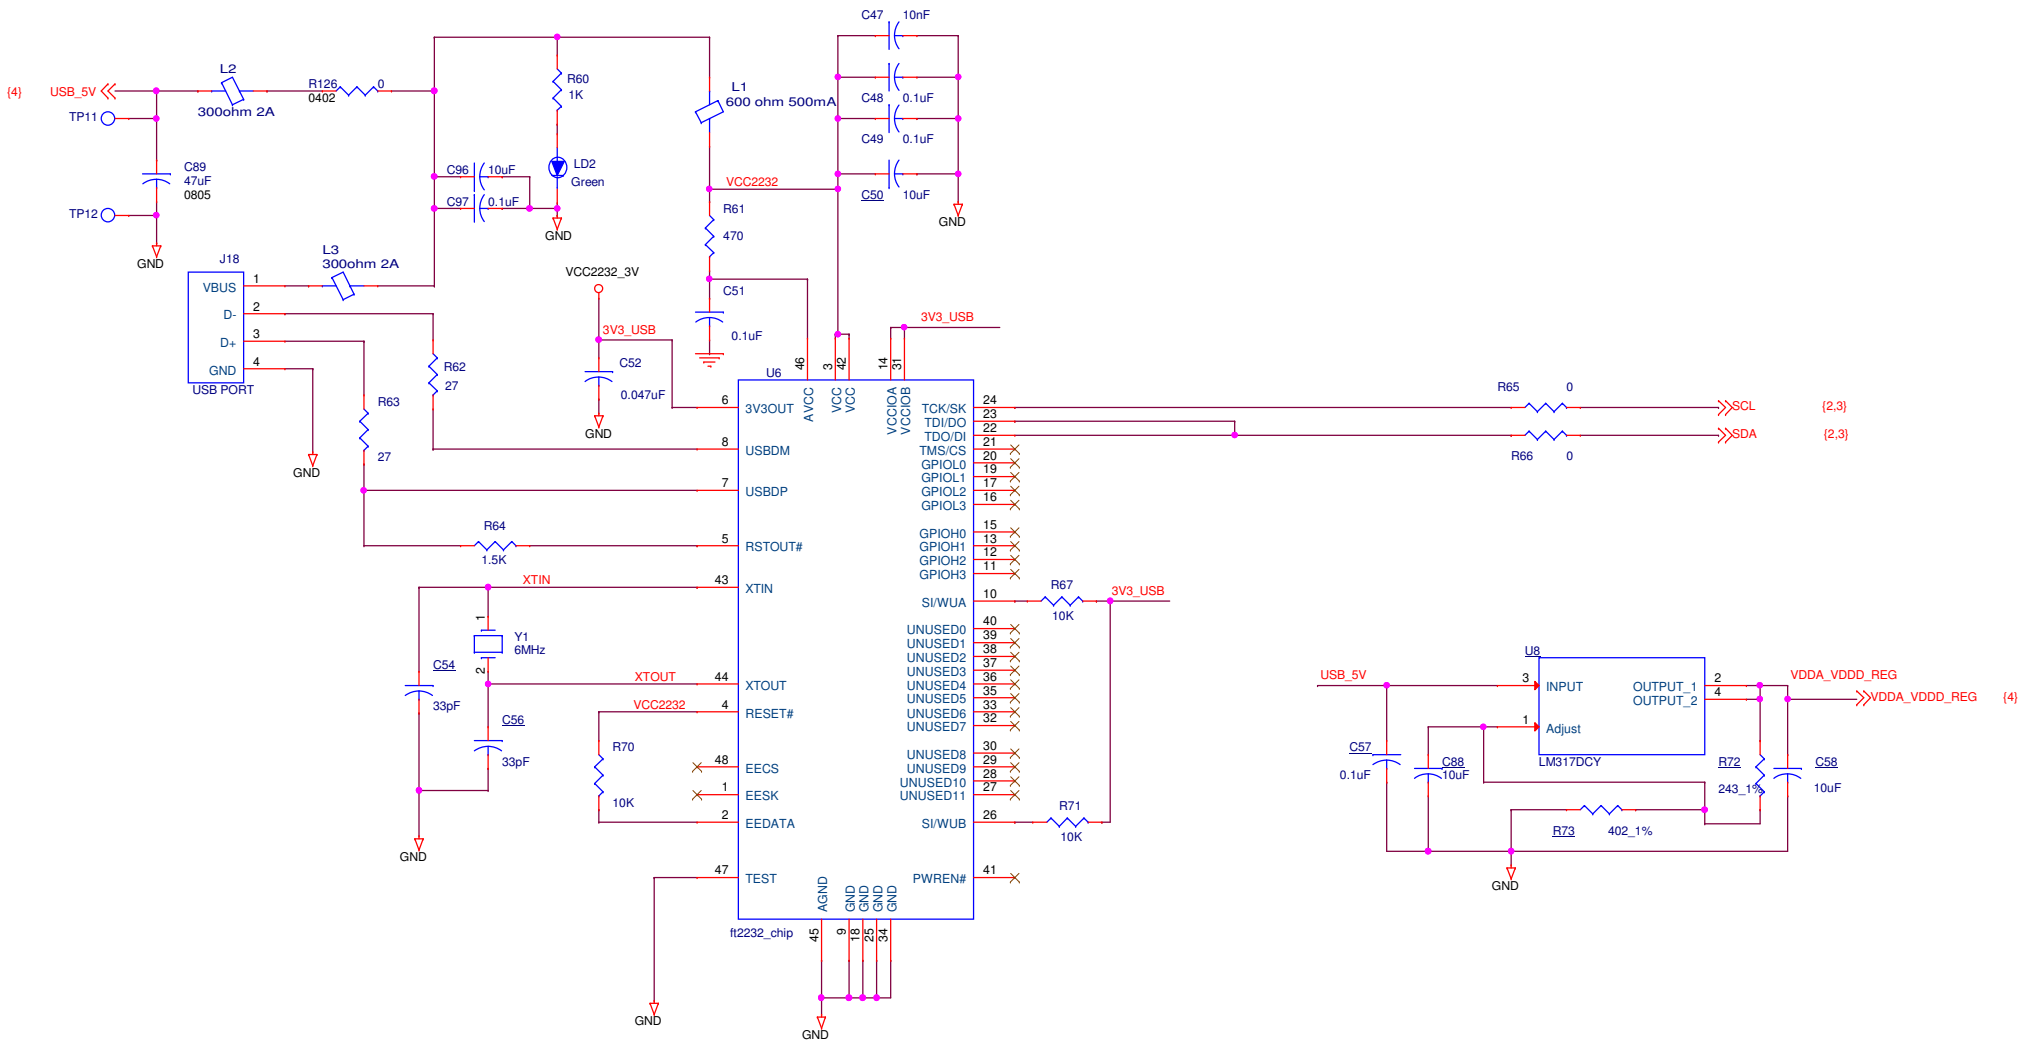 C47 10nF
C48 0.1uF
C49 0.1uF
C50 10uF
GND
{4} USB_5V
TP11
L2
300ohm 2A
R126 0
0402
C89
47uF
0805
TP12
GND
R60
1K
LD2
Green
C96 10uF
C97 0.1uF
GND
L1
600 ohm 500mA
VCC2232
R61
470
C51
0.1uF
J18
VBUS 1
D- 2
D+ 3
GND 4
USB PORT
L3
300ohm 2A
R62
27
R63
27
GND
VCC2232_3V
3V3_USB
C52
0.047uF
GND
3V3_USB
U6
46 3 42 14 31
AVCC VCC VCC VCCIOA VCCIOB
6 3V3OUT
8 USBDM
7 USBDP
5 RSTOUT#
43 XTIN
44 XTOUT
4 RESET#
48 EECS
1 EESK
2 EEDATA
47 TEST
TCK/SK 24
TDI/DO 23
TDO/DI 22
TMS/CS 21
GPIOL0 20
GPIOL1 19
GPIOL2 17
GPIOL3 16
GPIOH0 15
GPIOH1 13
GPIOH2 12
GPIOH3 11
SI/WUA 10
UNUSED0 40
UNUSED1 39
UNUSED2 38
UNUSED3 37
UNUSED4 36
UNUSED5 35
UNUSED6 33
UNUSED7 32
UNUSED8 30
UNUSED9 29
UNUSED10 28
UNUSED11 27
SI/WUB 26
PWREN# 41
AGND GND GND GND GND
45 9 18 25 34
ft2232_chip
GND
GND
R64
1.5K
XTIN
1
Y1
6MHz
2
C54
33pF
XTOUT
C56
33pF
GND
VCC2232
R70
10K
R65 0
SCL {2,3}
SDA {2,3}
R66 0
R67
10K
3V3_USB
R71
10K
USB_5V
U8
3 INPUT
1 Adjust
OUTPUT_1 2
OUTPUT_2 4
LM317DCY
VDDA_VDDD_REG
VDDA_VDDD_REG {4}
C57
0.1uF
C88
10uF
R72
243_1%
C58
10uF
R73 402_1%
GND